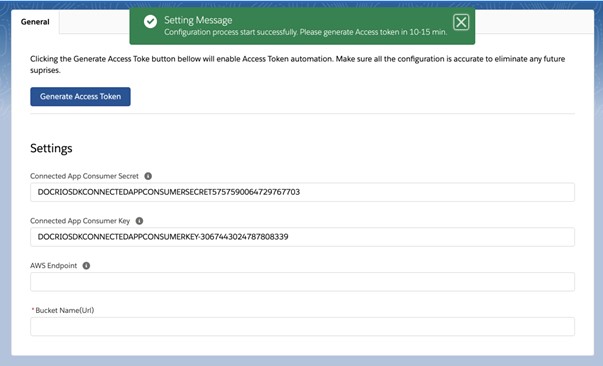 General
Setting Message
Configuration process start successfully. Please generate Access token in 10-15 min.
Clicking the Generate Access Toke button bellow will enable Access Token automation. Make sure all the configuration is accurate to eliminate any future
suprises.
Generate Access Token
Settings
Connected App Consumer Secret
DOCRIOSDKCONNECTEDAPPCONSUMERSECRET5757590064729767703
Connected App Consumer Key
DOCRIOSDKCONNECTEDAPPCONSUMERKEY-3067443024787808339
AWS Endpoint
*Bucket Name(Url)